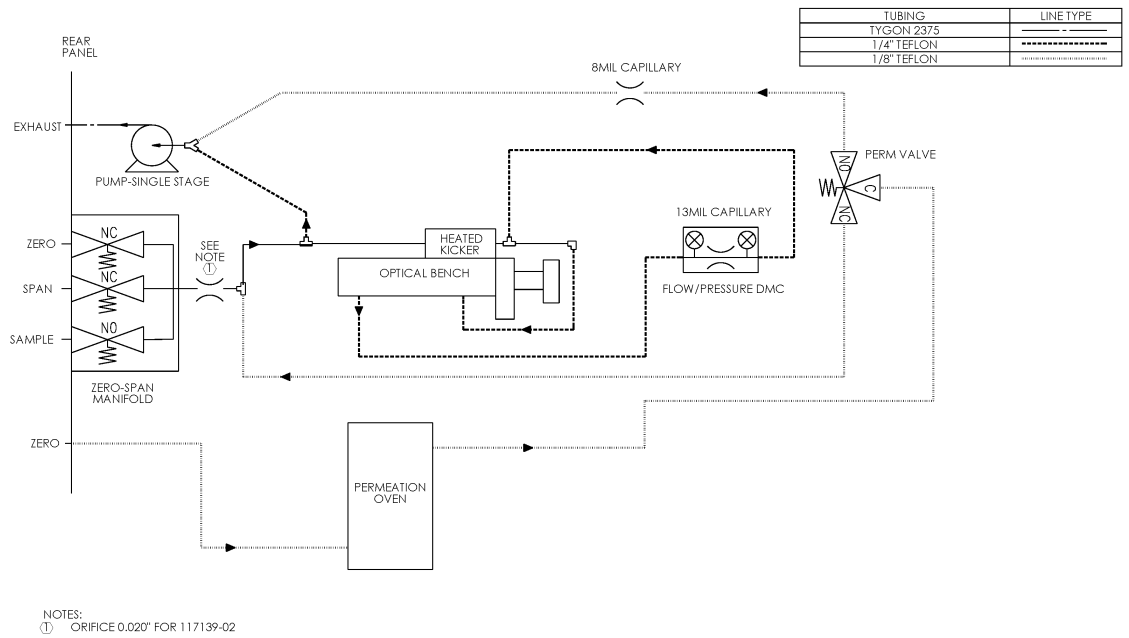 TUBING LINE TYPE
TYGON 2375
1/4" TEFLON
1/8" TEFLON
REAR
PANEL
8MIL CAPILLARY
EXHAUST
PUMP-SINGLE STAGE
NO
PERM VALVE
C
NC
13MIL CAPILLARY
FLOW/PRESSURE DMC
ZERO
NC
SEE
NOTE
1
HEATED
KICKER
OPTICAL BENCH
SPAN
NC
SAMPLE
NO
ZERO-SPAN
MANIFOLD
ZERO
PERMEATION
OVEN
NOTES:
1 ORIFICE 0.020" FOR 117139-02